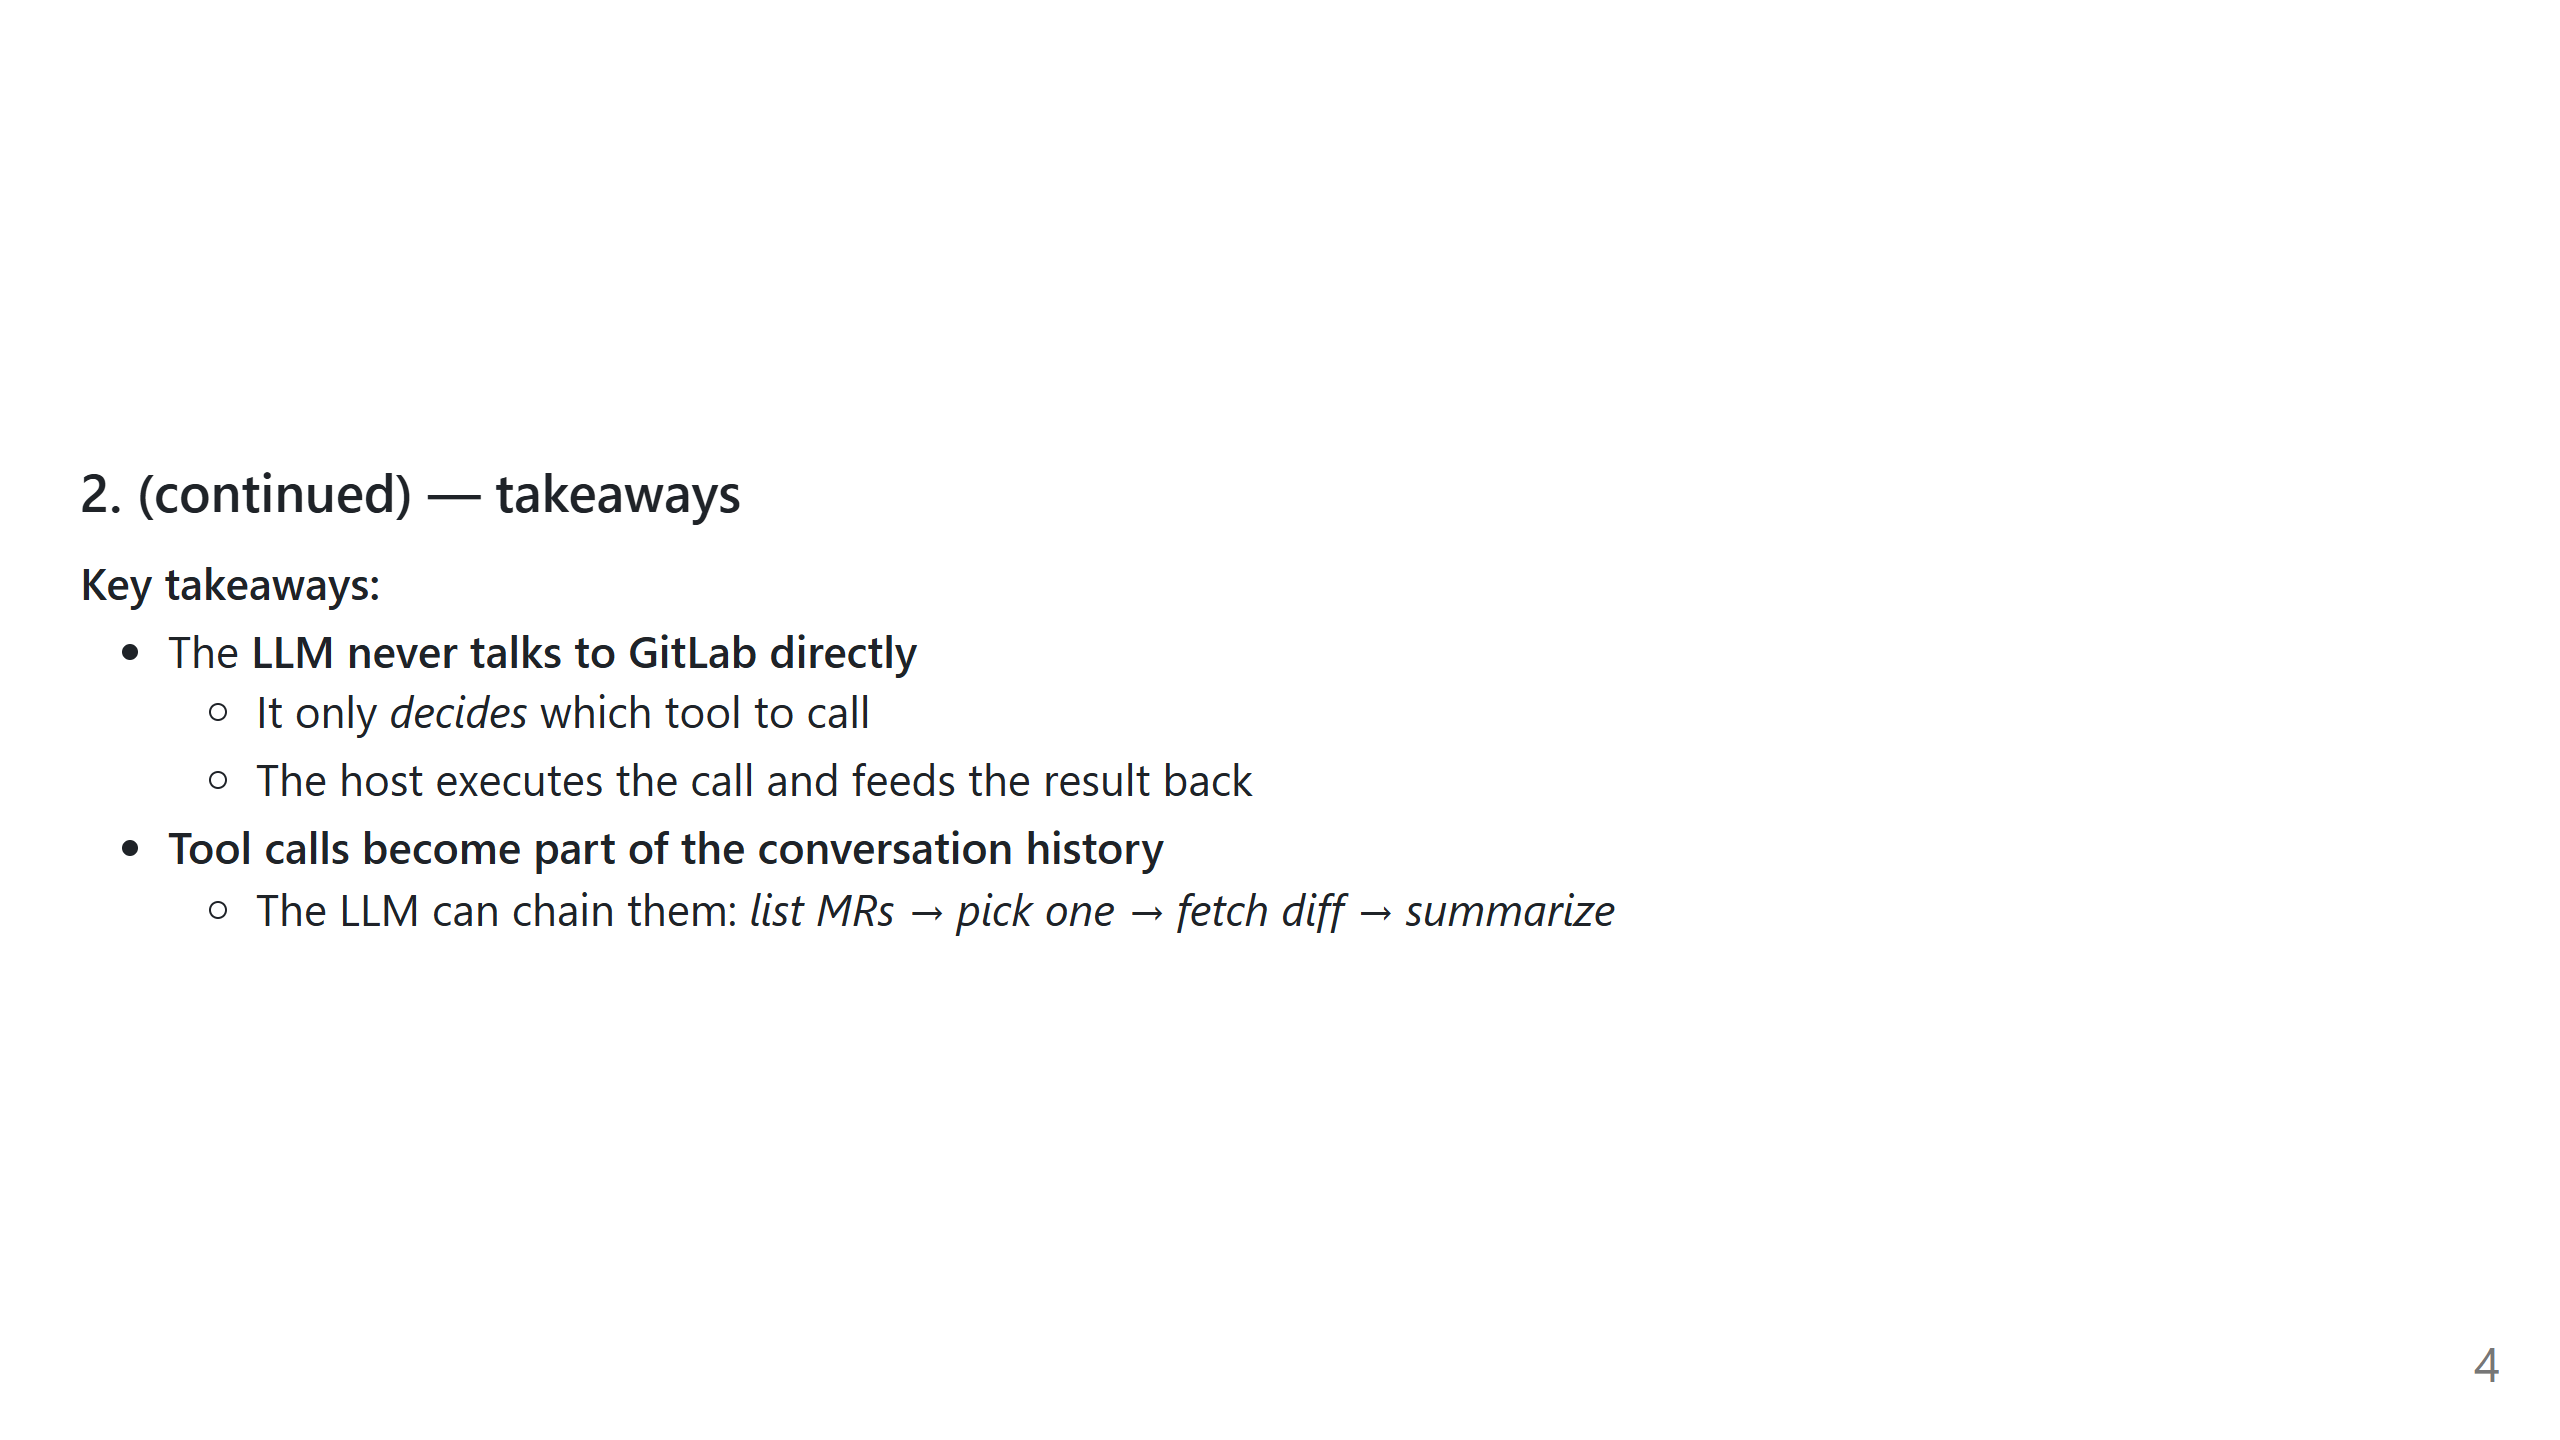 2. (continued) — takeaways
Key takeaways:
• The LLM never talks to GitLab directly
○ It only decides which tool to call
○ The host executes the call and feeds the result back
• Tool calls become part of the conversation history
○ The LLM can chain them: list MRs → pick one → fetch diff → summarize
4